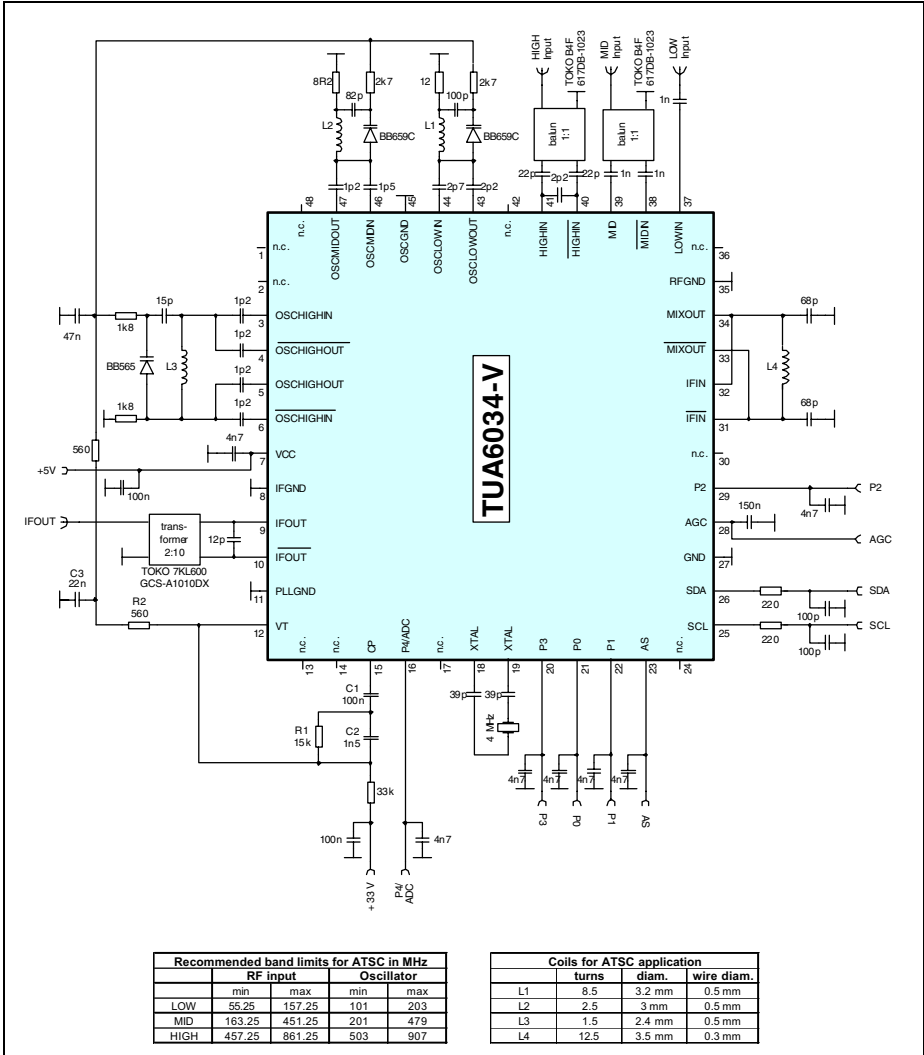 HIGH Input
TOKO B4F 617DB-1023
MID Input
TOKO B4F 617DB-1023
LOW Input
8R2
2k7
12
2k7
82p
100p
1n
L2
BB659C
L1
BB659C
balun 1:1
balun 1:1
22p
2p2
22p
1n
1n
1p2
1p5
2p7
2p2
48
47
46
45
44
43
42
41
40
39
38
37
n.c.
OSCMIDOUT
OSCMIDIN
OSCGND
OSCLOWIN
OSCLOWOUT
n.c.
HIGHIN
HIGHIN
MID
MIDIN
LOWIN
1
n.c.
2
n.c.
3
OSCHIGHIN
4
OSCHIGHOUT
5
OSCHIGHOUT
6
OSCHIGHIN
7
VCC
8
IFGND
9
IFOUT
10
IFOUT
11
PLLGND
12
VT
n.c.
36
RFGND
35
MIXOUT
34
MIXOUT
33
IFIN
32
IFIN
31
n.c.
30
P2
29
AGC
28
GND
27
SDA
26
SCL
25
TUA6034-V
47n
1k8
15p
1p2
1p2
BB565
L3
1p2
1k8
1p2
560
4n7
+5V
100n
IFOUT
trans-
former
2:10
12p
TOKO 7KL600
GCS-A1010DX
C3
22n
R2
560
68p
L4
68p
P2
150n
4n7
AGC
220
SDA
100p
220
SCL
100p
n.c.
n.c.
CP
P4/ADC
n.c.
XTAL
XTAL
P3
P0
P1
AS
n.c.
13
14
15
16
17
18
19
20
21
22
23
24
C1
100n
R1
15k
C2
1n5
33k
100n
4n7
+33 V
P4/
ADC
39p
39p
4 MHz
4n7
4n7
4n7
4n7
P3
P0
P1
AS
Recommended band limits for ATSC in MHz
RF input Oscillator
min max min max
LOW 55.25 157.25 101 203
MID 163.25 451.25 201 479
HIGH 457.25 861.25 503 907
Coils for ATSC application
turns diam. wire diam.
L1 8.5 3.2 mm 0.5 mm
L2 2.5 3 mm 0.5 mm
L3 1.5 2.4 mm 0.5 mm
L4 12.5 3.5 mm 0.3 mm